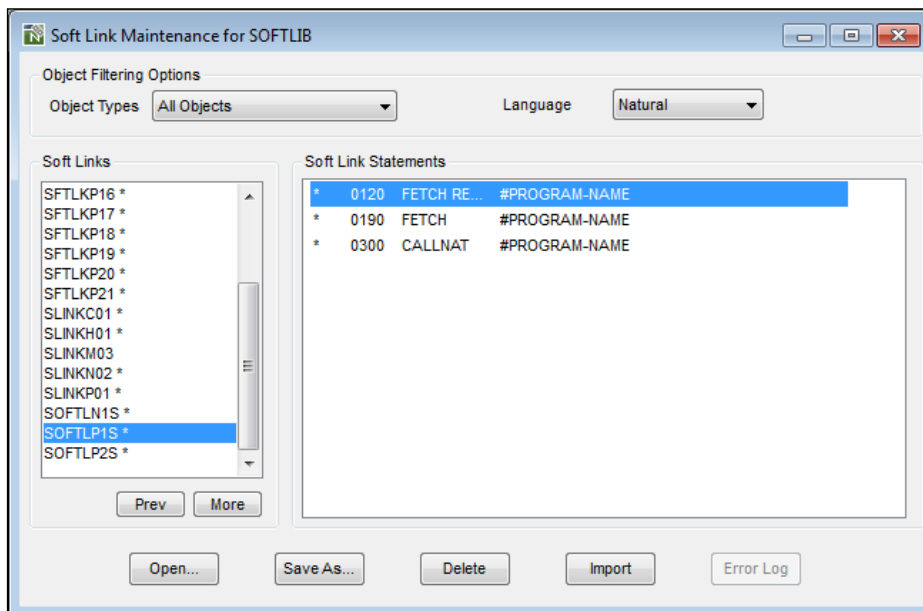 Soft Link Maintenance for SOFTLIB
Object Filtering Options
Object Types All Objects Language Natural
Soft Links
SFTLKP16 *
SFTLKP17 *
SFTLKP18 *
SFTLKP19 *
SFTLKP20 *
SFTLKP21 *
SLINKC01 *
SLINKH01 *
SLINKM03
SLINKN02 *
SLINKP01 *
SOFTLN1S *
SOFTLP1S *
SOFTLP2S *
Prev More
Soft Link Statements
* 0120 FETCH RE... #PROGRAM-NAME
* 0190 FETCH #PROGRAM-NAME
* 0300 CALLNAT #PROGRAM-NAME
Open... Save As... Delete Import Error Log